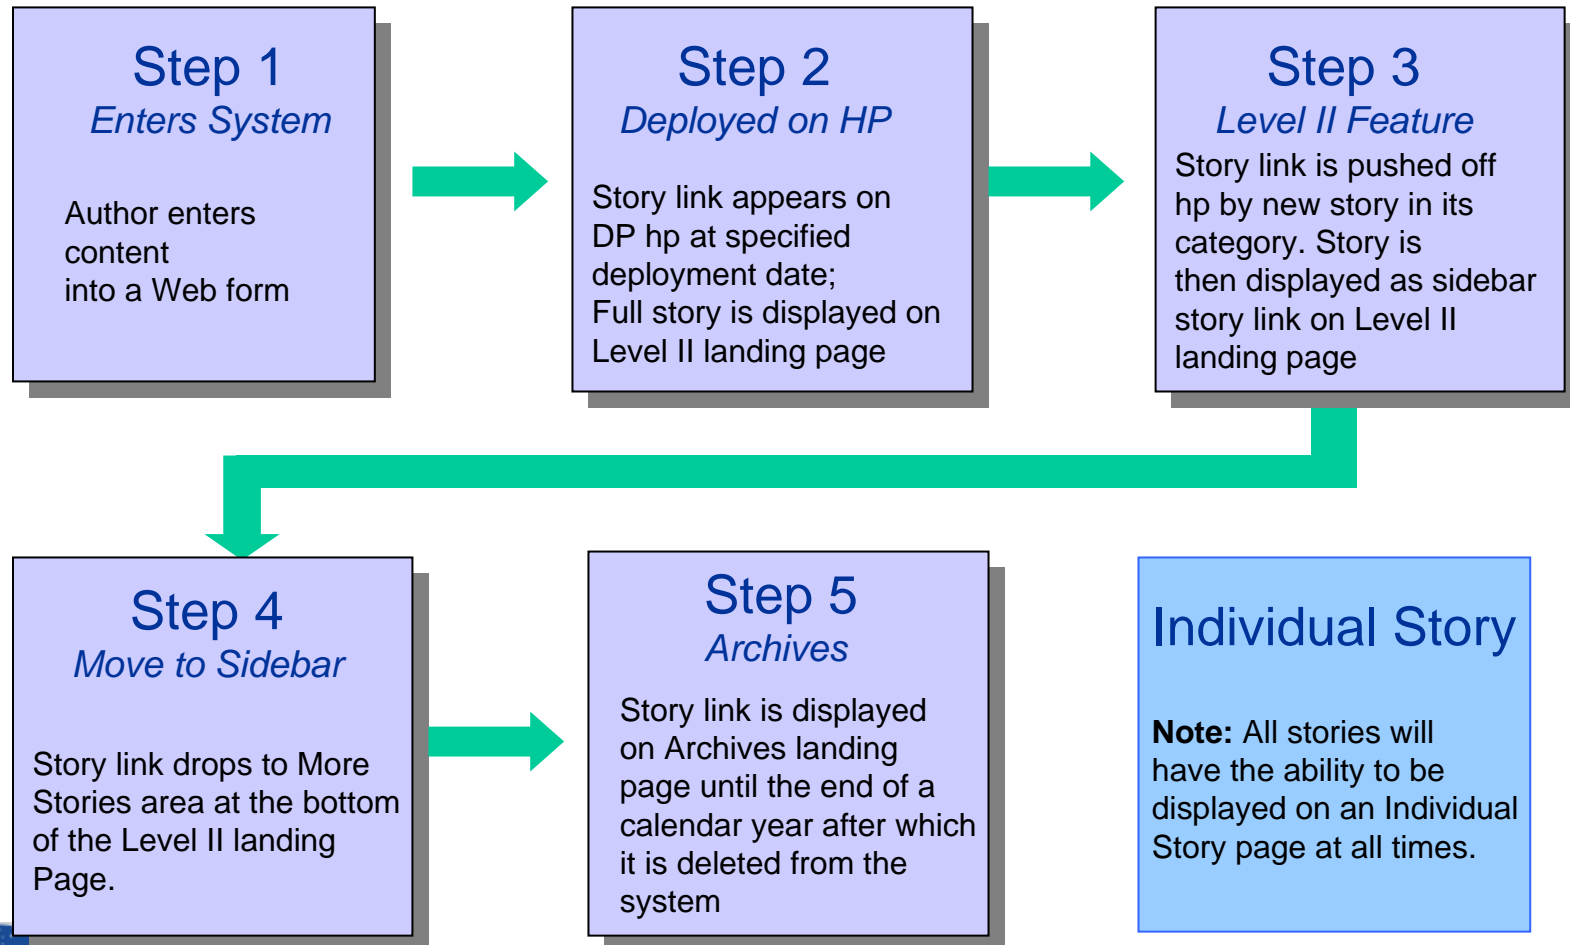 Step 1
Enters System
Author enters
content
into a Web form
Step 2
Deployed on HP
Story link appears on
DP hp at specified
deployment date;
Full story is displayed on
Level II landing page
Step 3
Level II Feature
Story link is pushed off
hp by new story in its
category. Story is
then displayed as sidebar
story link on Level II
landing page
Step 4
Move to Sidebar
Story link drops to More
Stories area at the bottom
of the Level II landing
Page.
Step 5
Archives
Story link is displayed
on Archives landing
page until the end of a
calendar year after which
it is deleted from the
system
Individual Story
Note: All stories will
have the ability to be
displayed on an Individual
Story page at all times.